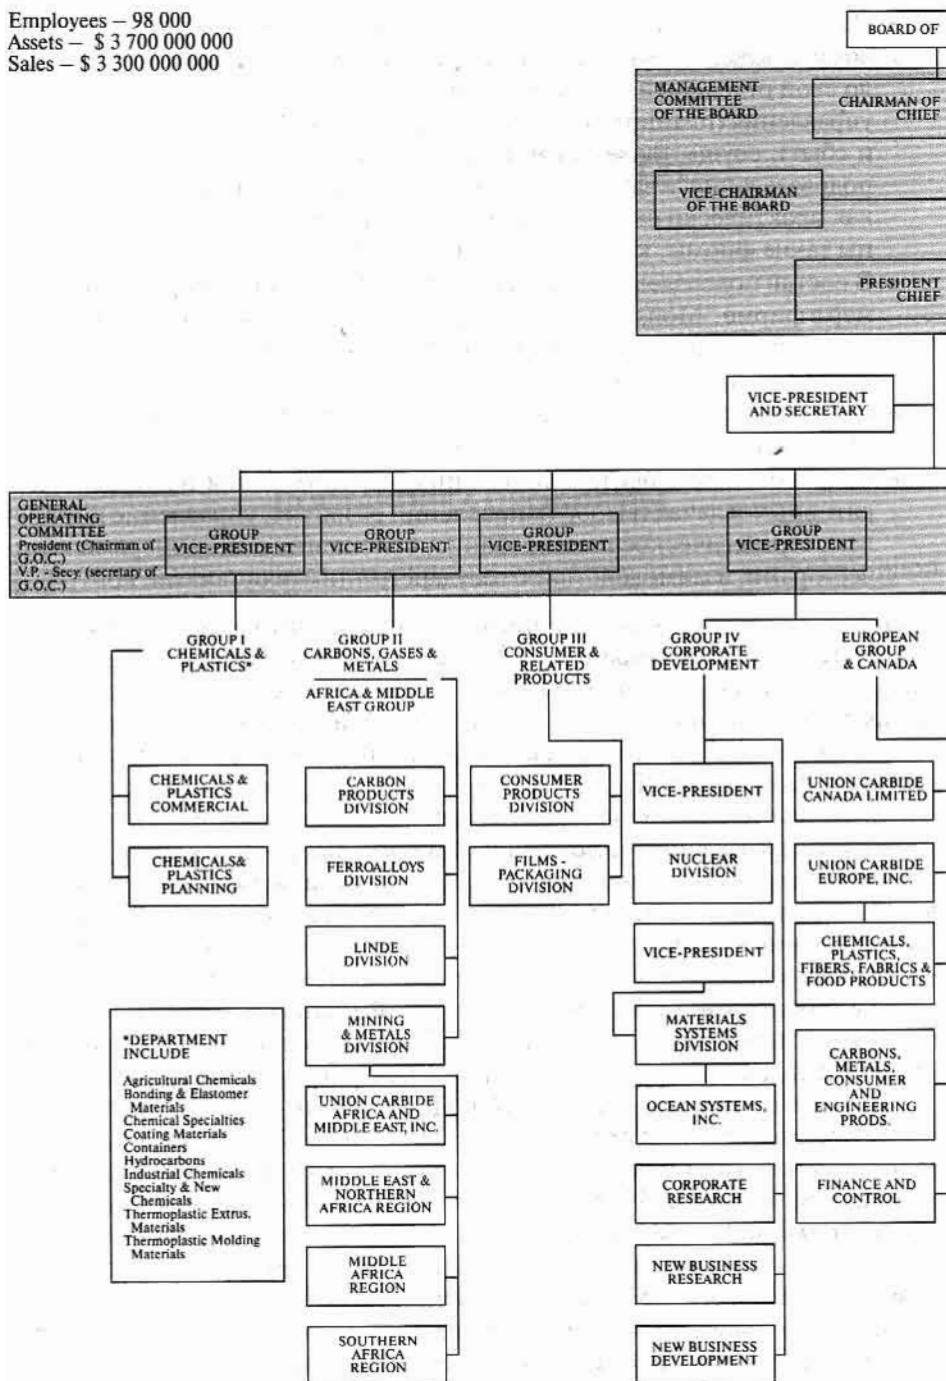 Employees – 98 000
Assets – $ 3 700 000 000
Sales – $ 3 300 000 000
BOARD OF
MANAGEMENT
COMMITTEE
OF THE BOARD
CHAIRMAN OF
CHIEF
VICE-CHAIRMAN
OF THE BOARD
PRESIDENT
CHIEF
VICE-PRESIDENT
AND SECRETARY
GENERAL
OPERATING
COMMITTEE
President (Chairman of
G.O.C.)
V.P. - Secy. (secretary of
G.O.C.)
GROUP
VICE-PRESIDENT
GROUP
VICE-PRESIDENT
GROUP
VICE-PRESIDENT
GROUP
VICE-PRESIDENT
GROUP I
CHEMICALS &
PLASTICS*
CHEMICALS &
PLASTICS
COMMERCIAL
CHEMICALS&
PLASTICS
PLANNING
*DEPARTMENT
INCLUDE
Agricultural Chemicals
Bonding & Elastomer
Materials
Chemical Specialties
Coating Materials
Containers
Hydrocarbons
Industrial Chemicals
Specialty & New
Chemicals
Thermoplastic Extrus.
Materials
Thermoplastic Molding
Materials
GROUP II
CARBONS, GASES &
METALS
AFRICA & MIDDLE
EAST GROUP
CARBON
PRODUCTS
DIVISION
FERROALLOYS
DIVISION
LINDE
DIVISION
MINING
& METALS
DIVISION
UNION CARBIDE
AFRICA AND
MIDDLE EAST, INC.
MIDDLE EAST &
NORTHERN
AFRICA REGION
MIDDLE
AFRICA
REGION
SOUTHERN
AFRICA
REGION
GROUP III
CONSUMER &
RELATED
PRODUCTS
CONSUMER
PRODUCTS
DIVISION
FILMS -
PACKAGING
DIVISION
GROUP IV
CORPORATE
DEVELOPMENT
VICE-PRESIDENT
NUCLEAR
DIVISION
VICE-PRESIDENT
MATERIALS
SYSTEMS
DIVISION
OCEAN SYSTEMS,
INC.
CORPORATE
RESEARCH
NEW BUSINESS
RESEARCH
NEW BUSINESS
DEVELOPMENT
EUROPEAN
GROUP
& CANADA
UNION CARBIDE
CANADA LIMITED
UNION CARBIDE
EUROPE, INC.
CHEMICALS,
PLASTICS,
FIBERS, FABRICS &
FOOD PRODUCTS
CARBONS,
METALS,
CONSUMER
AND
ENGINEERING
PRODS.
FINANCE AND
CONTROL